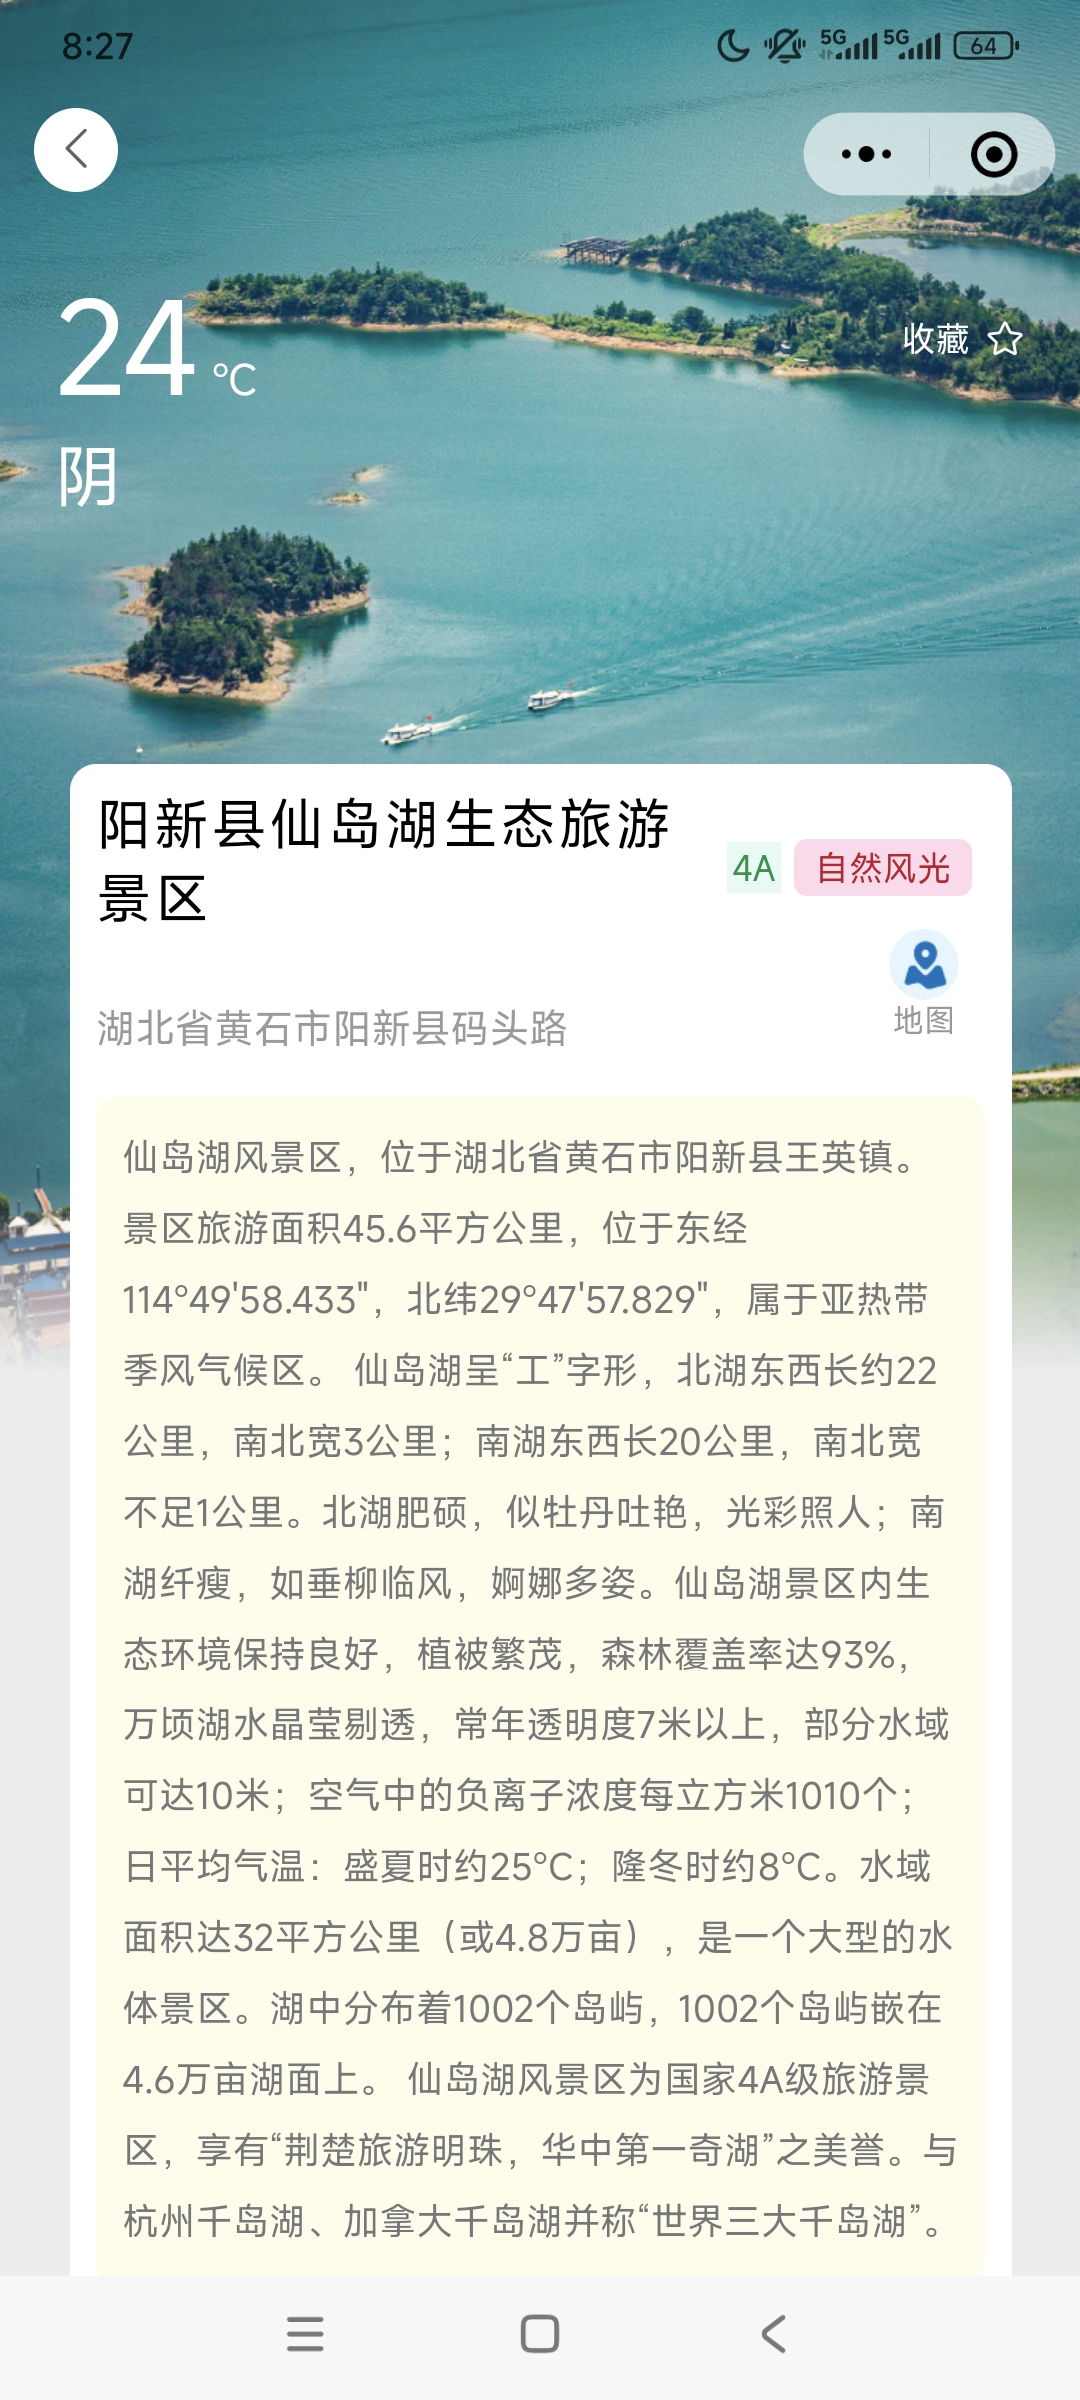 8:27
5G 5G 64
24 °C
收藏
阴
阳新县仙岛湖生态旅游
景区
4A 自然风光
湖北省黄石市阳新县码头路
地图
仙岛湖风景区，位于湖北省黄石市阳新县王英镇。
景区旅游面积45.6平方公里，位于东经
114°49'58.433"，北纬29°47'57.829"，属于亚热带
季风气候区。 仙岛湖呈“工”字形，北湖东西长约22
公里，南北宽3公里；南湖东西长20公里，南北宽
不足1公里。北湖肥硕，似牡丹吐艳，光彩照人；南
湖纤瘦，如垂柳临风，婀娜多姿。仙岛湖景区内生
态环境保持良好，植被繁茂，森林覆盖率达93%，
万顷湖水晶莹剔透，常年透明度7米以上，部分水域
可达10米；空气中的负离子浓度每立方米1010个；
日平均气温：盛夏时约25°C；隆冬时约8°C。水域
面积达32平方公里（或4.8万亩），是一个大型的水
体景区。湖中分布着1002个岛屿，1002个岛屿嵌在
4.6万亩湖面上。 仙岛湖风景区为国家4A级旅游景
区，享有“荆楚旅游明珠，华中第一奇湖”之美誉。与
杭州千岛湖、加拿大千岛湖并称“世界三大千岛湖”。